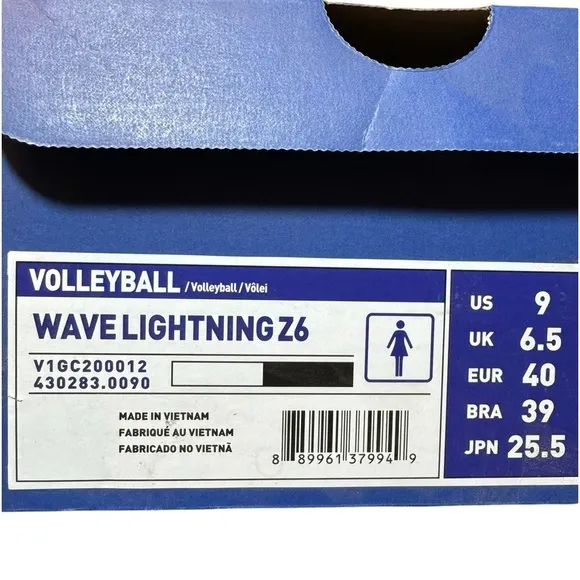 VOLLEYBALL / Volleyball / Vôlei
WAVE LIGHTNING Z6
V1GC200012
430283.0090
MADE IN VIETNAM
FABRIQUÉ AU VIETNAM
FABRICADO NO VIETNÃ
8 89961 37994 9
US 9
UK 6.5
EUR 40
BRA 39
JPN 25.5